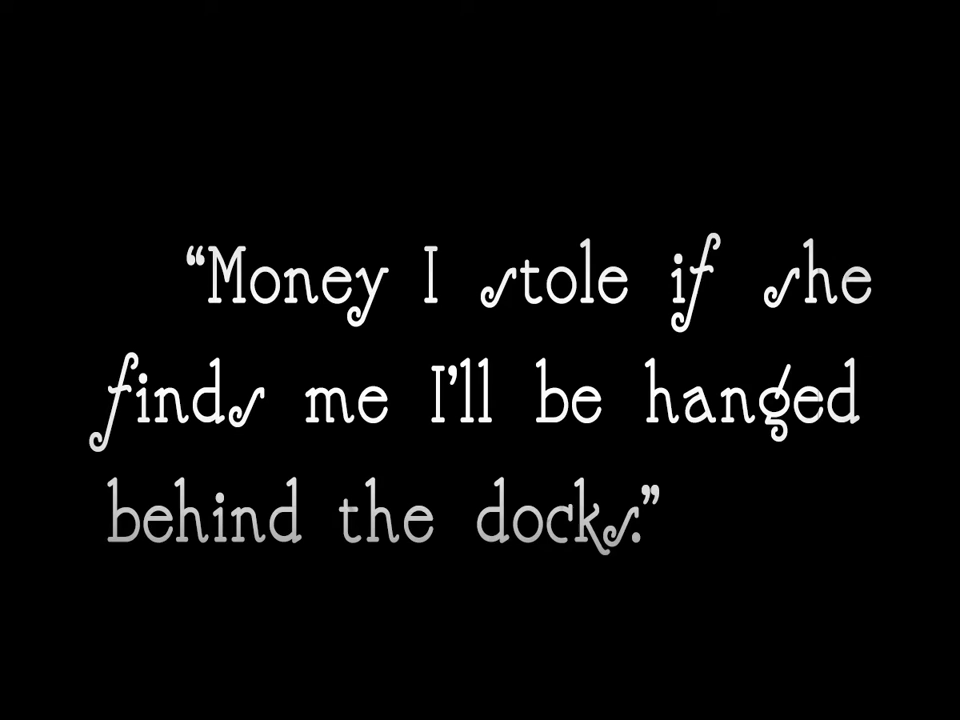 “Money I stole if she
finds me I’ll be hanged
behind the docks.”